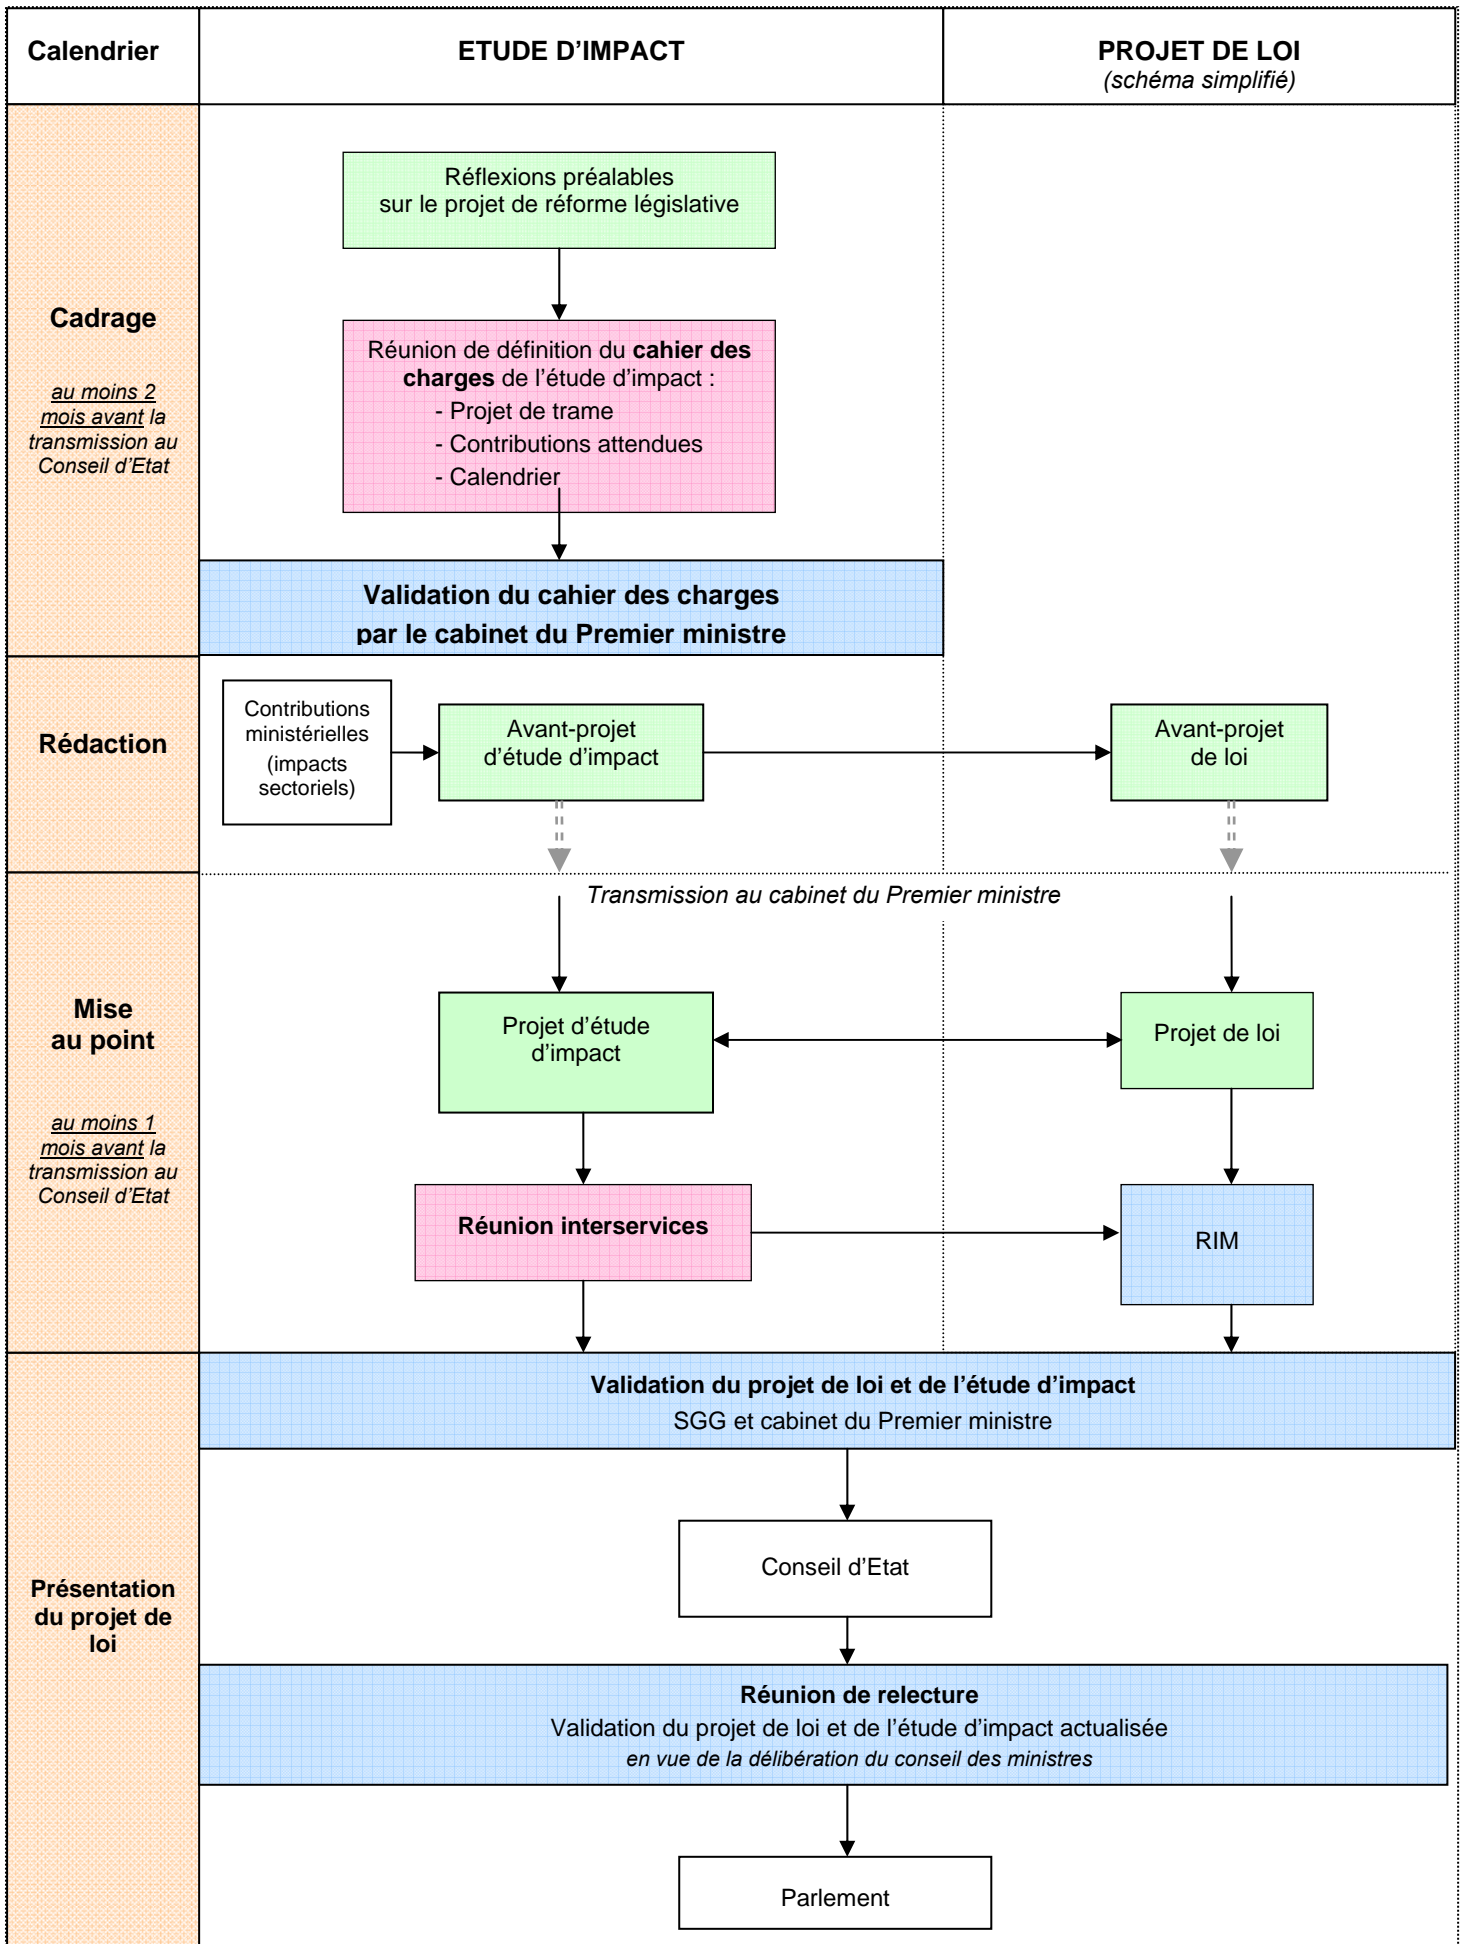 Calendrier
ETUDE D’IMPACT
PROJET DE LOI
(schéma simplifié)
Cadrage
au moins 2
mois avant la
transmission au
Conseil d’Etat
Réflexions préalables
sur le projet de réforme législative
Réunion de définition du cahier des
charges de l’étude d’impact :
- Projet de trame
- Contributions attendues
- Calendrier
Validation du cahier des charges
par le cabinet du Premier ministre
Rédaction
Contributions
ministérielles
(impacts
sectoriels)
Avant-projet
d’étude d’impact
Avant-projet
de loi
Transmission au cabinet du Premier ministre
Mise
au point
au moins 1
mois avant la
transmission au
Conseil d’Etat
Projet d’étude
d’impact
Projet de loi
Réunion interservices
RIM
Présentation
du projet de
loi
Validation du projet de loi et de l’étude d’impact
SGG et cabinet du Premier ministre
Conseil d’Etat
Réunion de relecture
Validation du projet de loi et de l’étude d’impact actualisée
en vue de la délibération du conseil des ministres
Parlement